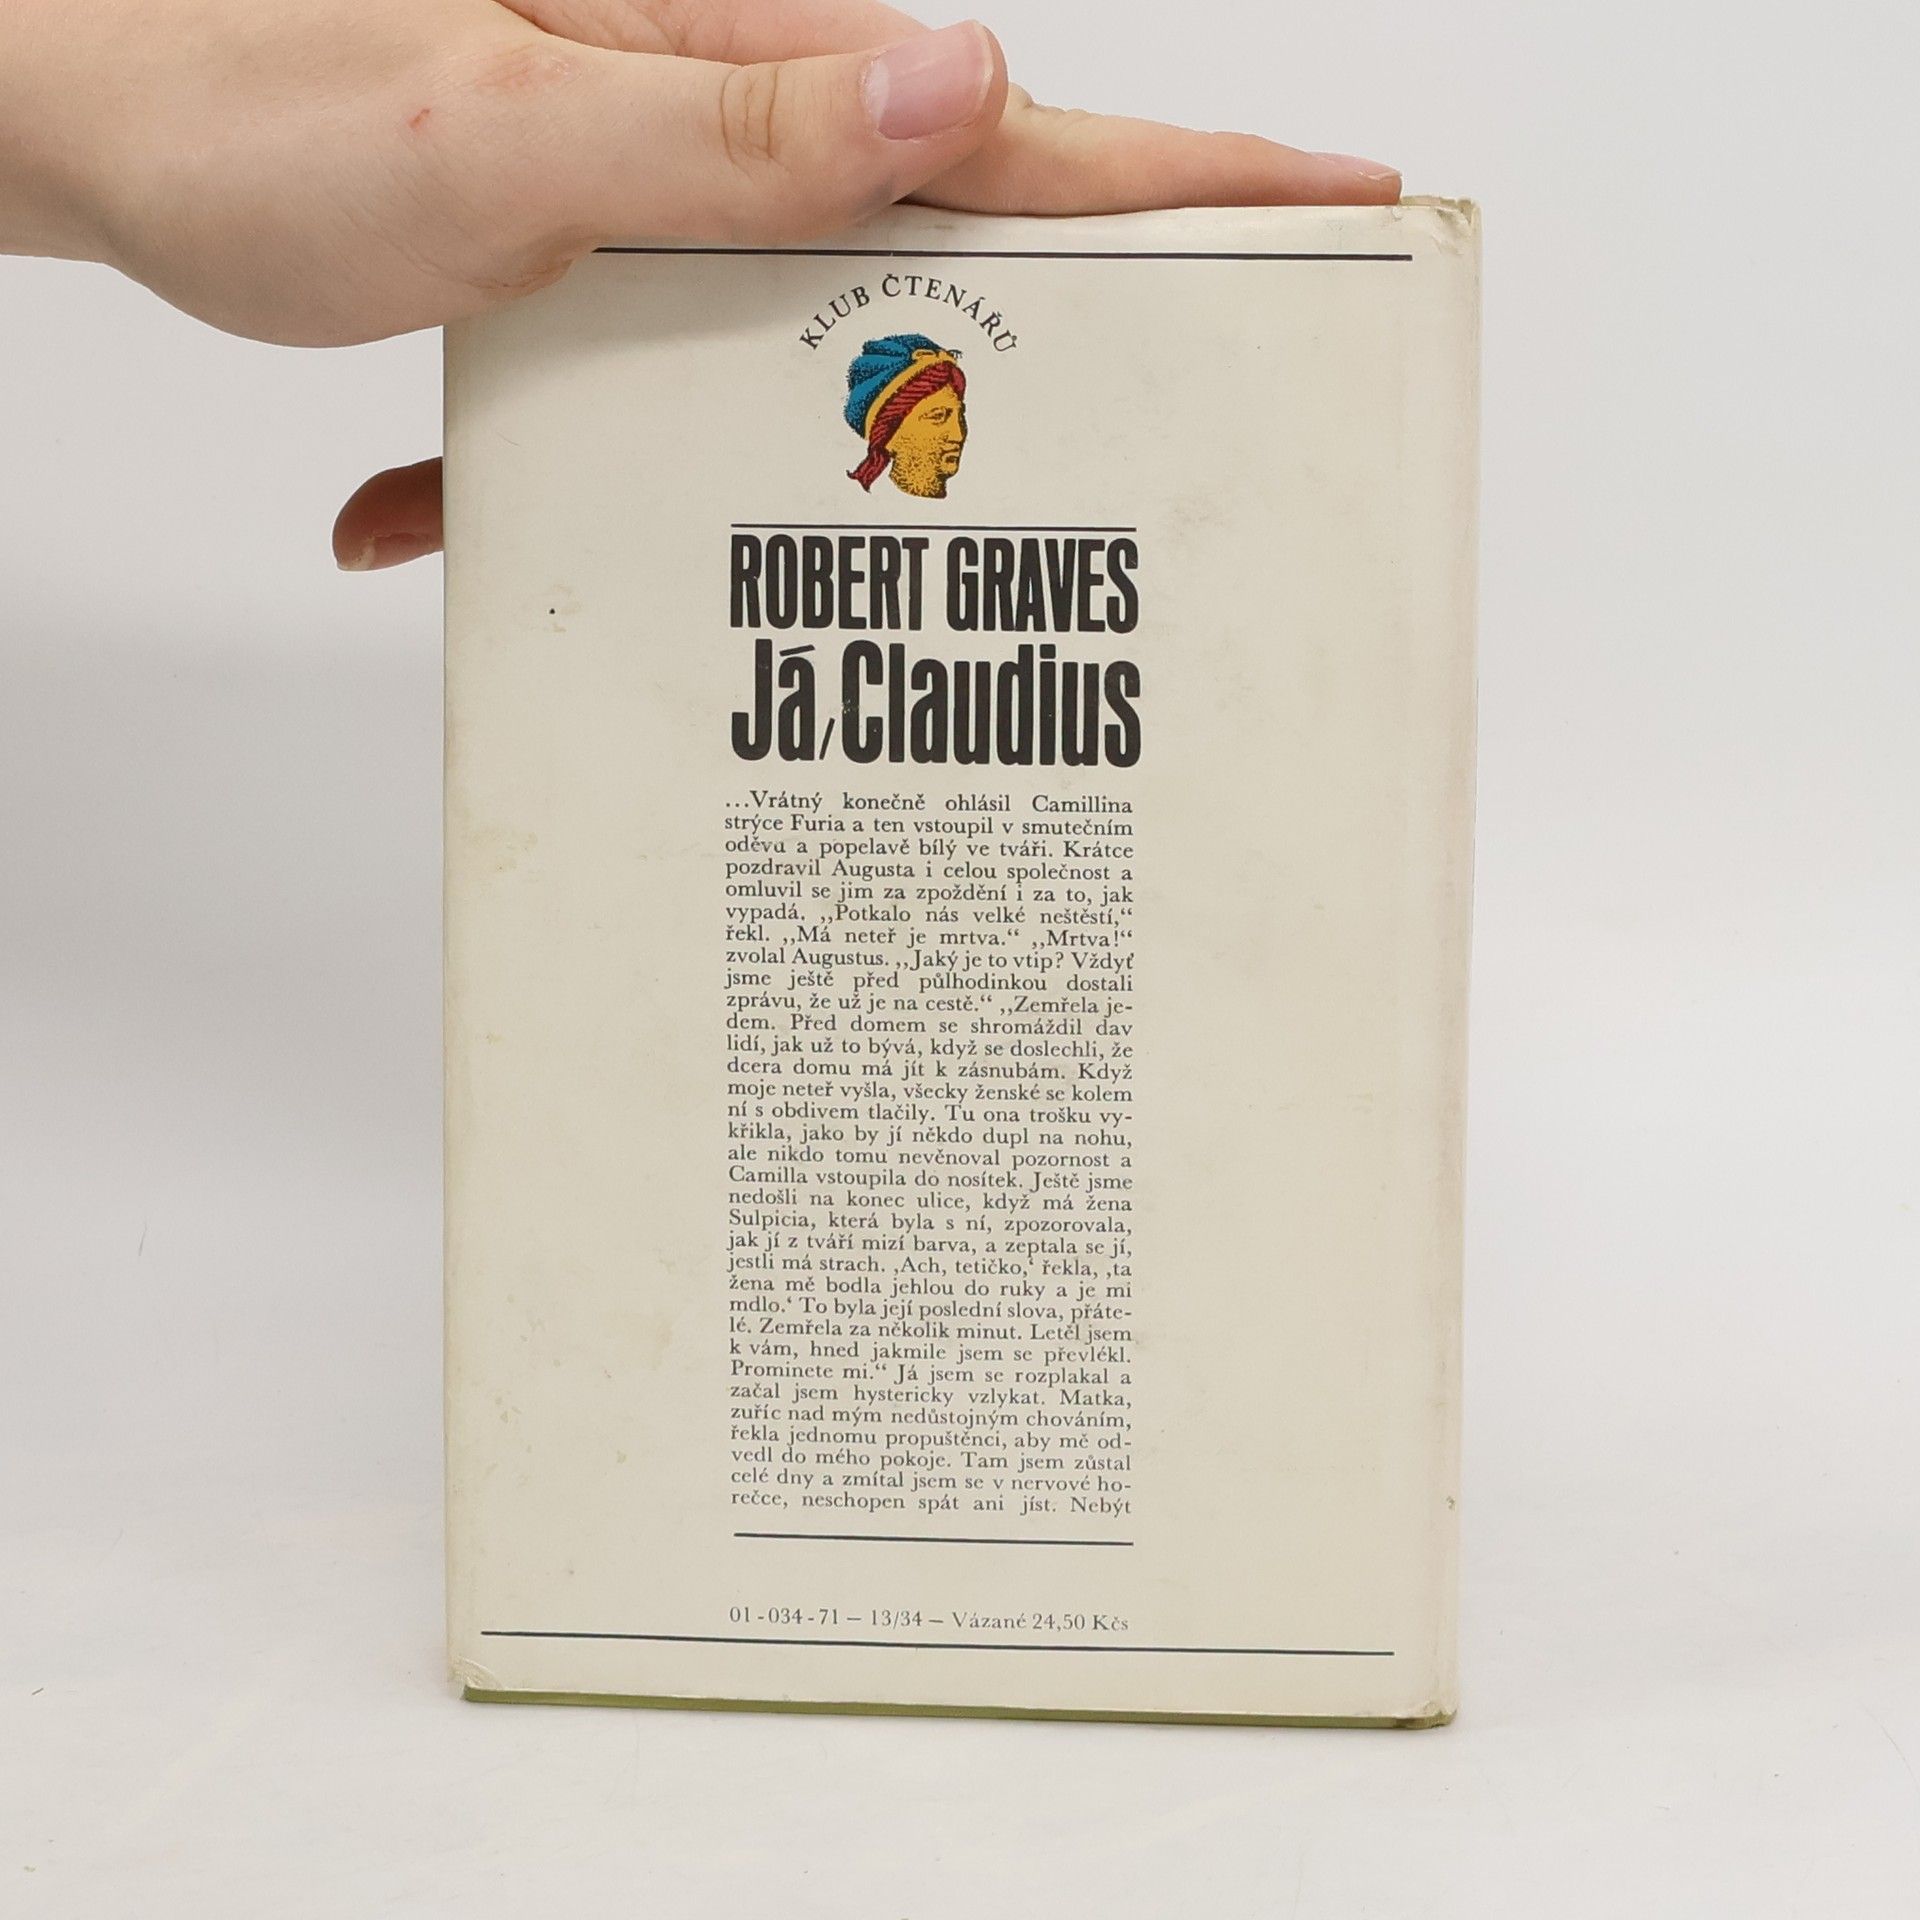 KLUB ČTENÁŘŮ
ROBERT GRAVES
Já, Claudius
...Vrátný konečně ohlásil Camillina
strýce Furia a ten vstoupil v smutečním
oděvu a popelavě bílý ve tváři. Krátce
pozdravil Augusta i celou společnost a
omluvil se jim za zpoždění i za to, jak
vypadá. ,,Potkalo nás velké neštěstí,“
řekl. ,,Má neteř je mrtva.“ ,,Mrtva!“
zvolal Augustus. ,,Jaký je to vtip? Vždyť
jsme ještě před půlhodinkou dostali
zprávu, že už je na cestě.“ ,,Zemřela je-
dem. Před domem se shromáždil dav
lidí, jak už to bývá, když se doslechli, že
dcera domu má jít k zásnubám. Když
moje neteř vyšla, všecky ženské se kolem
ní s obdivem tlačily. Tu ona trošku vy-
křikla, jako by jí někdo dupl na nohu,
ale nikdo tomu nevěnoval pozornost a
Camilla vstoupila do nosítek. Ještě jsme
nedošli na konec ulice, když má žena
Sulpicia, která byla s ní, zpozorovala,
jak jí z tváří mizí barva, a zeptala se jí,
jestli má strach. ,Ach, tetičko,‘ řekla, ,ta
žena mě bodla jehlou do ruky a je mi
mdlo.‘ To byla její poslední slova, přáte-
lé. Zemřela za několik minut. Letěl jsem
k vám, hned jakmile jsem se převlékl.
Prominete mi.“ Já jsem se rozplakal a
začal jsem hystericky vzlykat. Matka,
zuříc nad mým nedůstojným chováním,
řekla jednomu propuštěnci, aby mě od-
vedl do mého pokoje. Tam jsem zůstal
celé dny a zmítal jsem se v nervové ho-
rečce, neschopen spát ani jíst. Nebýt
01 - 034 - 71 — 13/34 — Vázané 24,50 Kčs